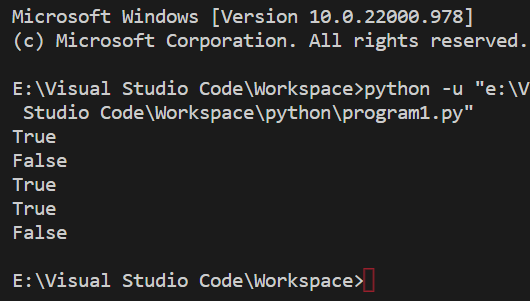 Microsoft Windows [Version 10.0.22000.978]
(c) Microsoft Corporation. All rights reserved.
E:\Visual Studio Code\Workspace>python -u "e:\V
Studio Code\Workspace\python\program1.py"
True
False
True
True
False
E:\Visual Studio Code\Workspace>